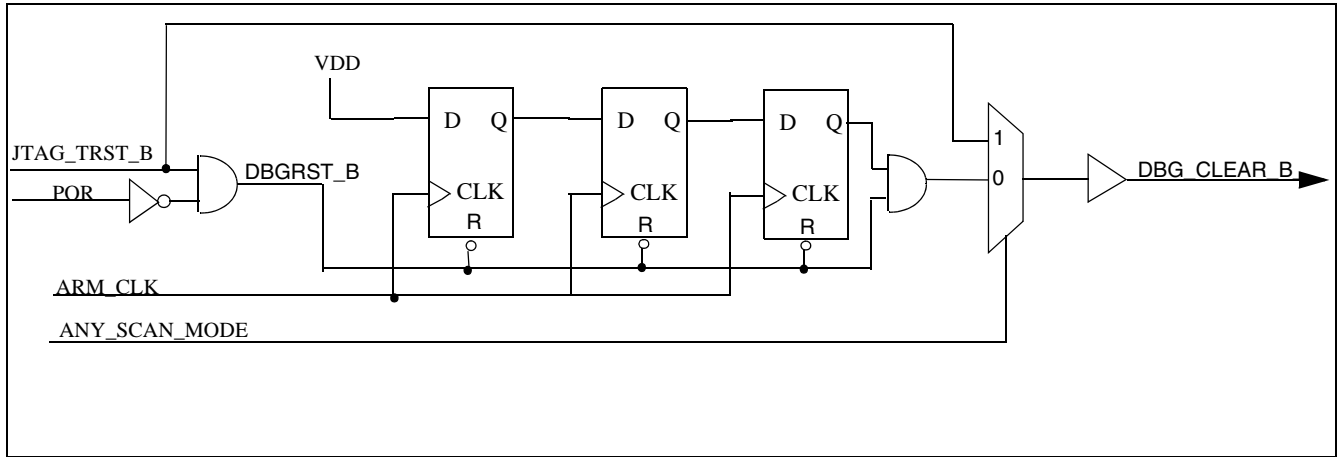 VDD
D Q
D Q
D Q
JTAG_TRST_B
DBGRST_B
POR
CLK
CLK
CLK
R
R
R
1
0
DBG_CLEAR_B
ARM_CLK
ANY_SCAN_MODE